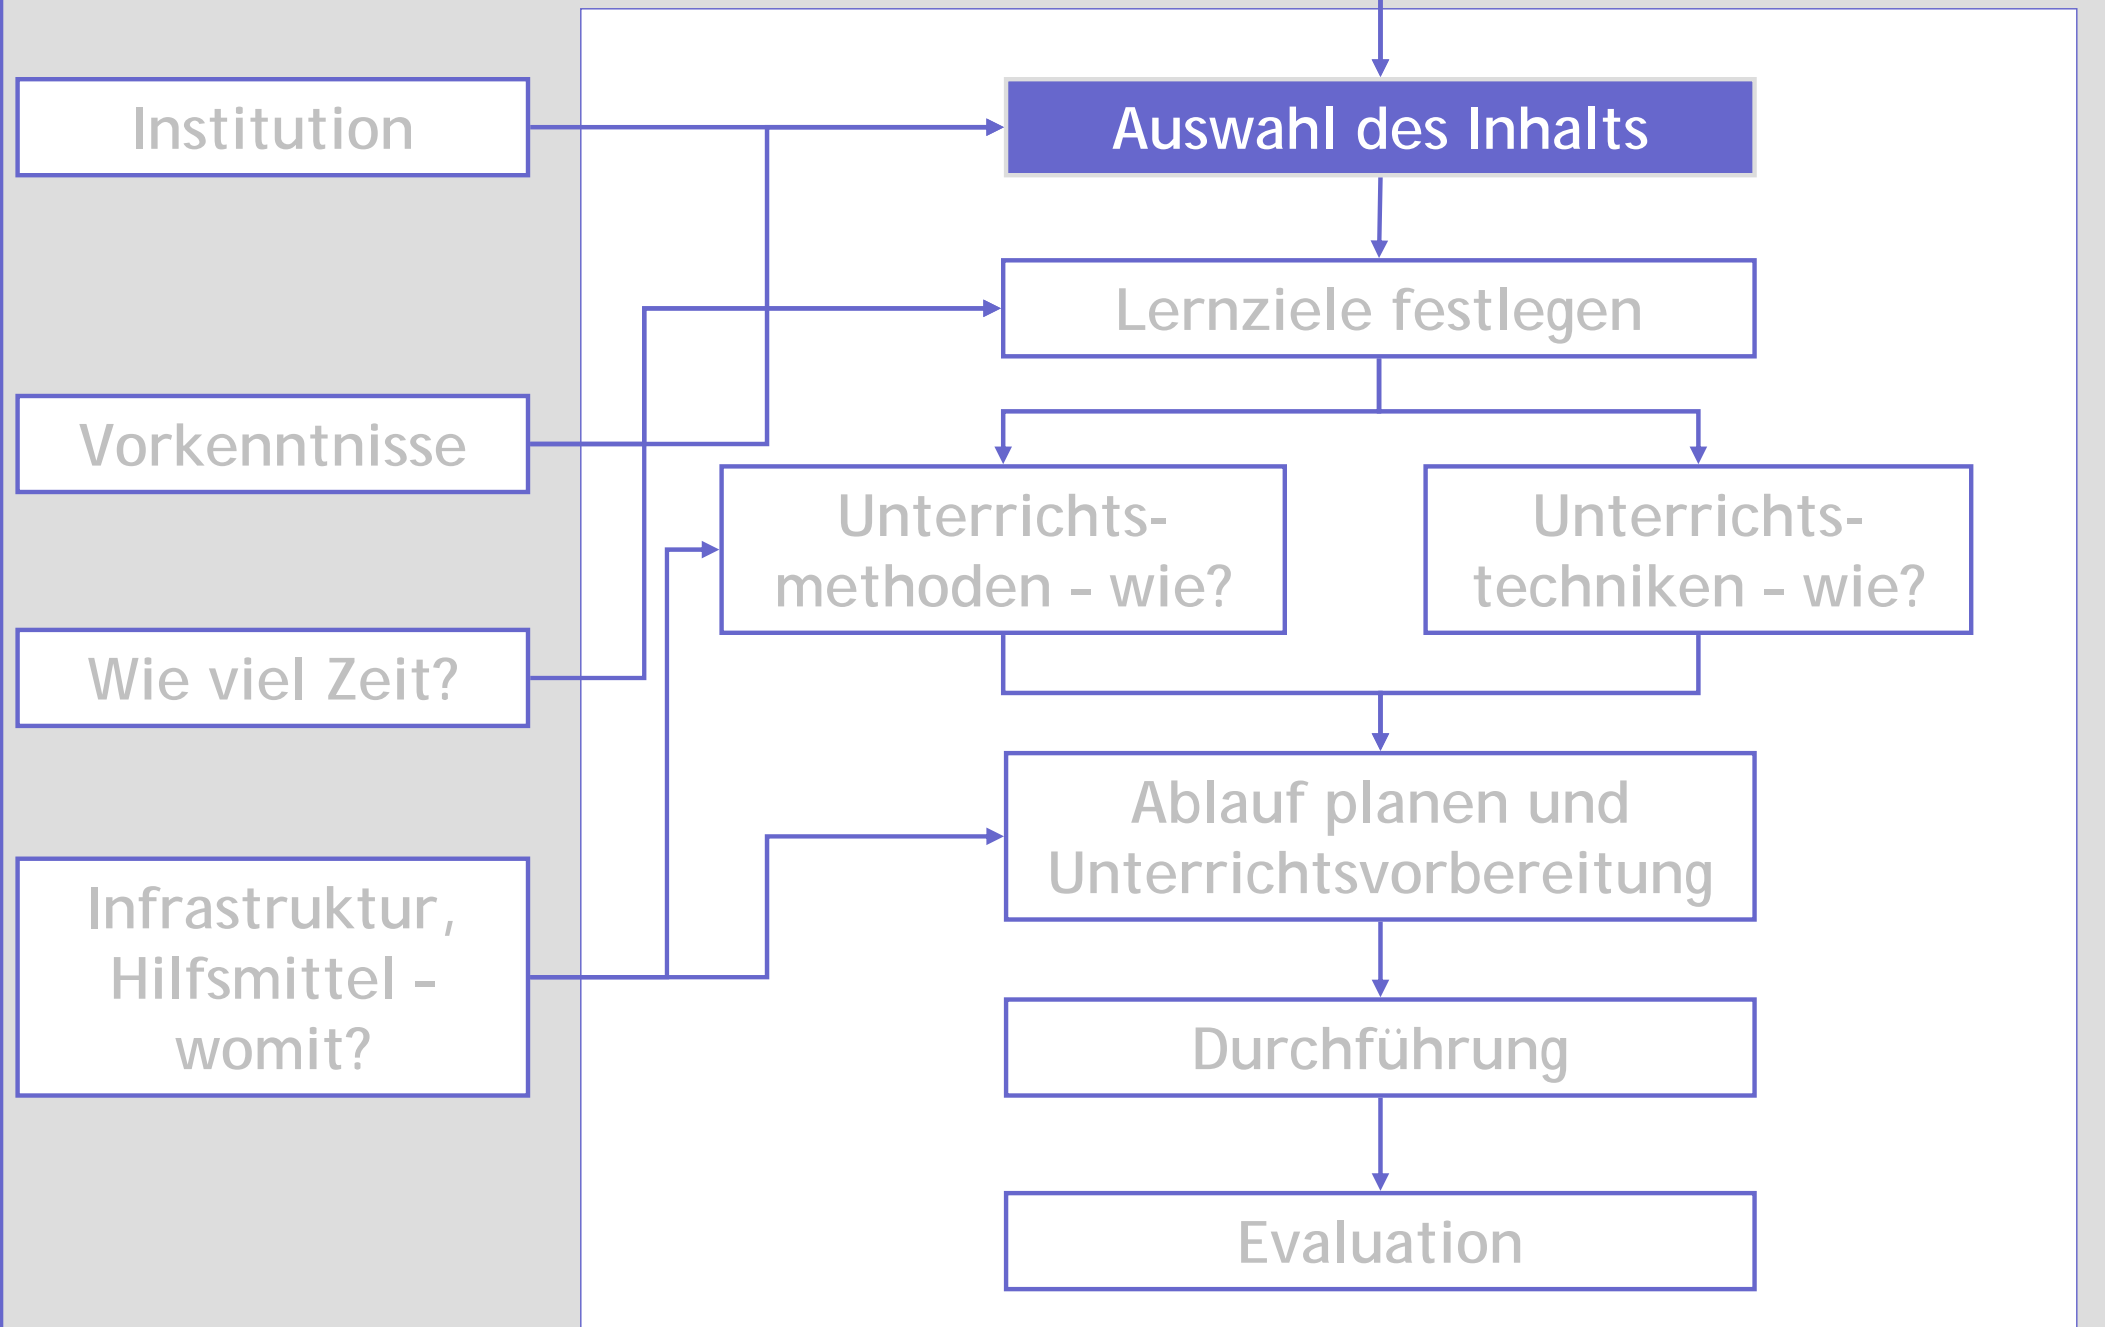 Institution
Auswahl des Inhalts
Lernziele festlegen
Vorkenntnisse
Unterrichts-
methoden - wie?
Unterrichts-
techniken - wie?
Wie viel Zeit?
Ablauf planen und
Unterrichtsvorbereitung
Infrastruktur,
Hilfsmittel -
womit?
Durchführung
Evaluation